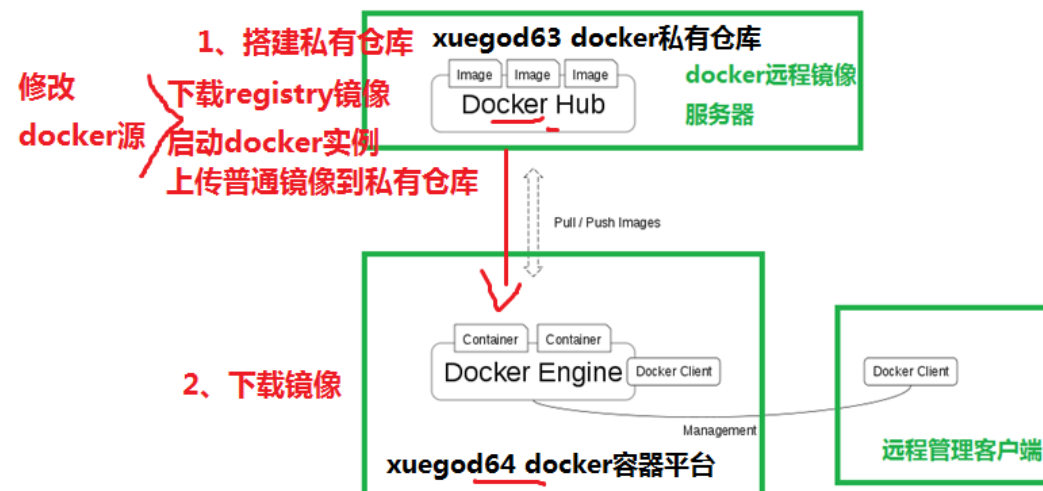 1、搭建私有仓库
xuegod63 docker私有仓库
修改
docker源
下载registry镜像
启动docker实例
上传普通镜像到私有仓库
Image Image Image
Docker Hub
docker远程镜像
服务器
Pull / Push Images
2、下载镜像
Container Container
Docker Engine
Docker Client
Docker Client
Management
xuegod64 docker容器平台
远程管理客户端